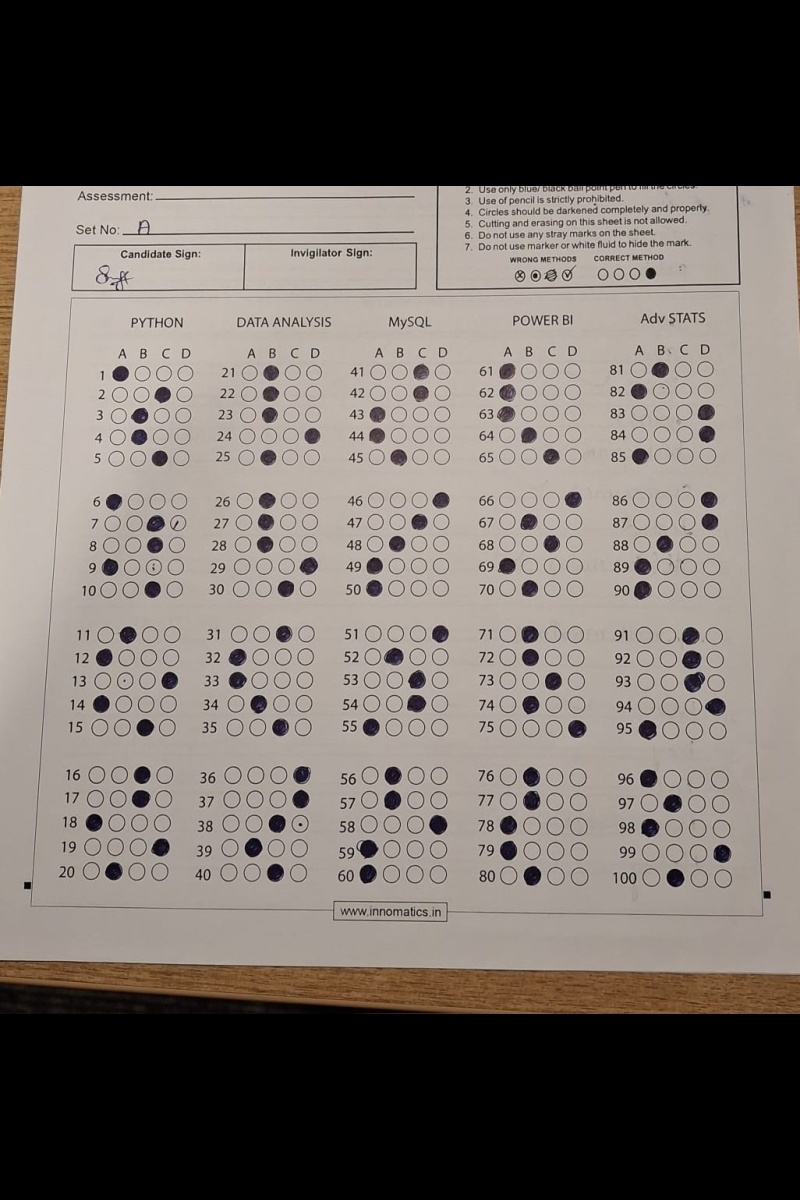 Assessment:
2. Use only blue/ black ball point pen to fill the circles.
3. Use of pencil is strictly prohibited.
4. Circles should be darkened completely and properly.
5. Cutting and erasing on this sheet is not allowed.
6. Do not use any stray marks on the sheet.
7. Do not use marker or white fluid to hide the mark.
Set No: A
WRONG METHODS CORRECT METHOD
Candidate Sign: Invigilator Sign:
PYTHON DATA ANALYSIS MySQL POWER BI Adv STATS
A B C D A B C D A B C D A B C D A B C D
1 21 41 61 81
2 22 42 62 82
3 23 43 63 83
4 24 44 64 84
5 25 45 65 85
6 26 46 66 86
7 27 47 67 87
8 28 48 68 88
9 29 49 69 89
10 30 50 70 90
11 31 51 71 91
12 32 52 72 92
13 33 53 73 93
14 34 54 74 94
15 35 55 75 95
16 36 56 76 96
17 37 57 77 97
18 38 58 78 98
19 39 59 79 99
20 40 60 80 100
www.innomatics.in